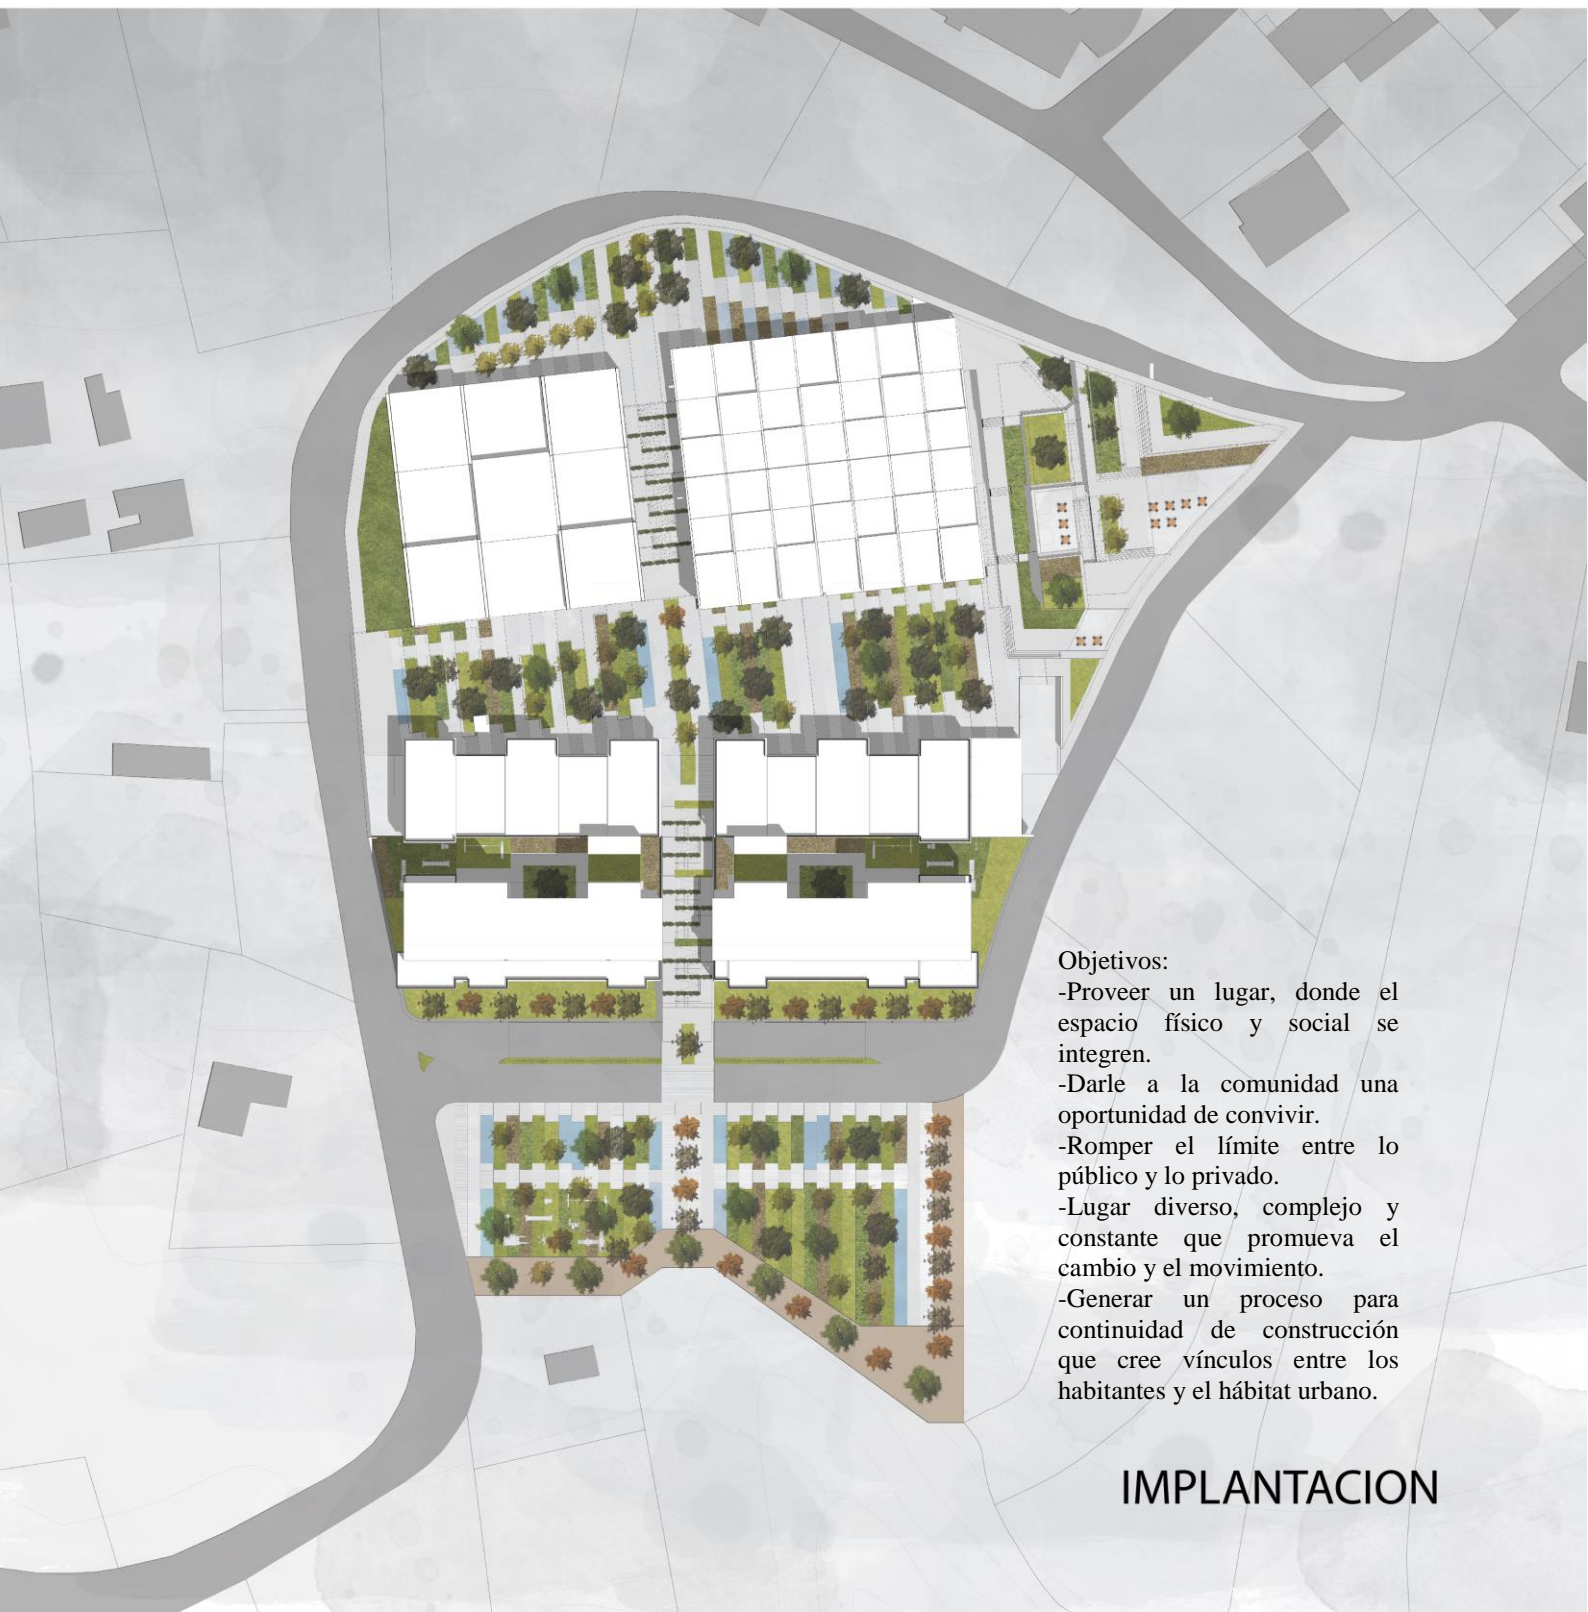 Objetivos:
-Proveer un lugar, donde el
espacio físico y social se
integren.
-Darle a la comunidad una
oportunidad de convivir.
-Romper el límite entre lo
público y lo privado.
-Lugar diverso, complejo y
constante que promueva el
cambio y el movimiento.
-Generar un proceso para
continuidad de construcción
que cree vínculos entre los
habitantes y el hábitat urbano.
IMPLANTACION